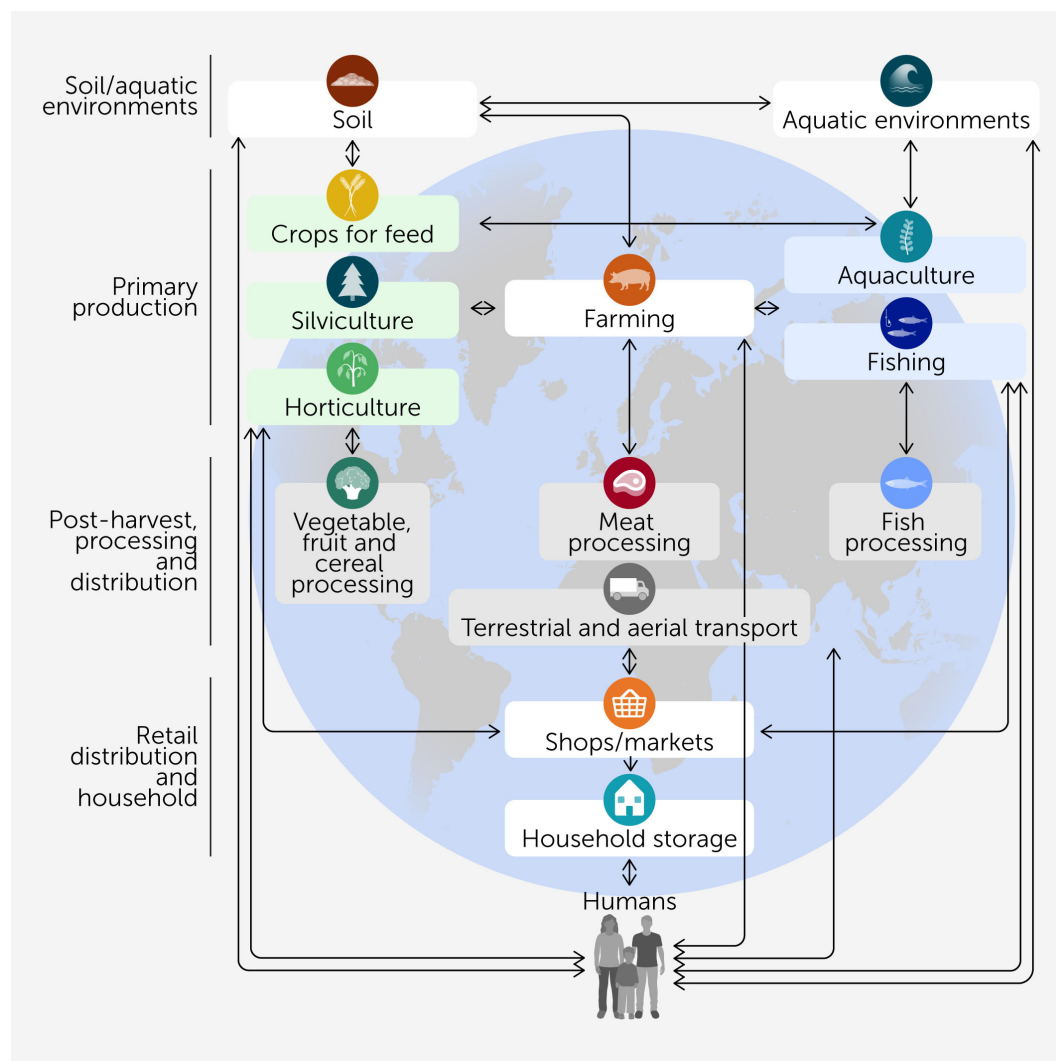 Soil/aquatic
environments
Soil
Aquatic environments
Primary
production
Crops for feed
Silviculture
Horticulture
Farming
Aquaculture
Fishing
Post-harvest,
processing
and
distribution
Vegetable,
fruit and
cereal
processing
Meat
processing
Fish
processing
Terrestrial and aerial transport
Retail
distribution
and
household
Shops/markets
Household storage
Humans